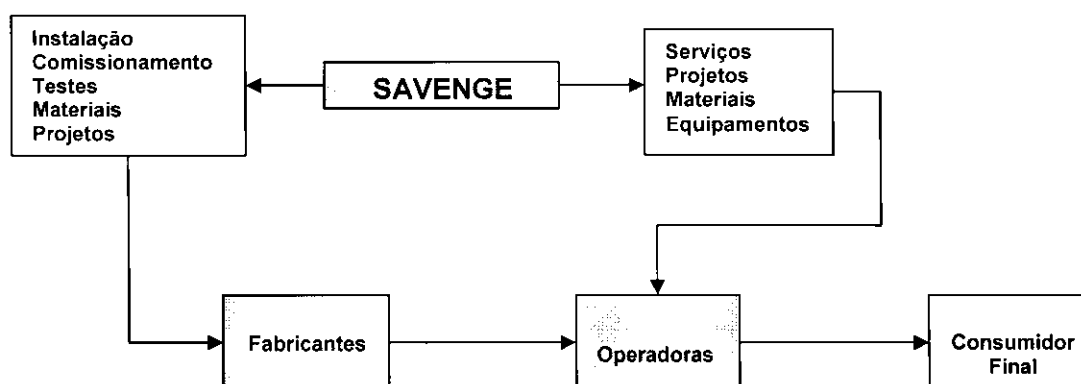 Instalação
Comissionamento
Testes
Materiais
Projetos
SAVENGE
Serviços
Projetos
Materiais
Equipamentos
Fabricantes
Operadoras
Consumidor
Final